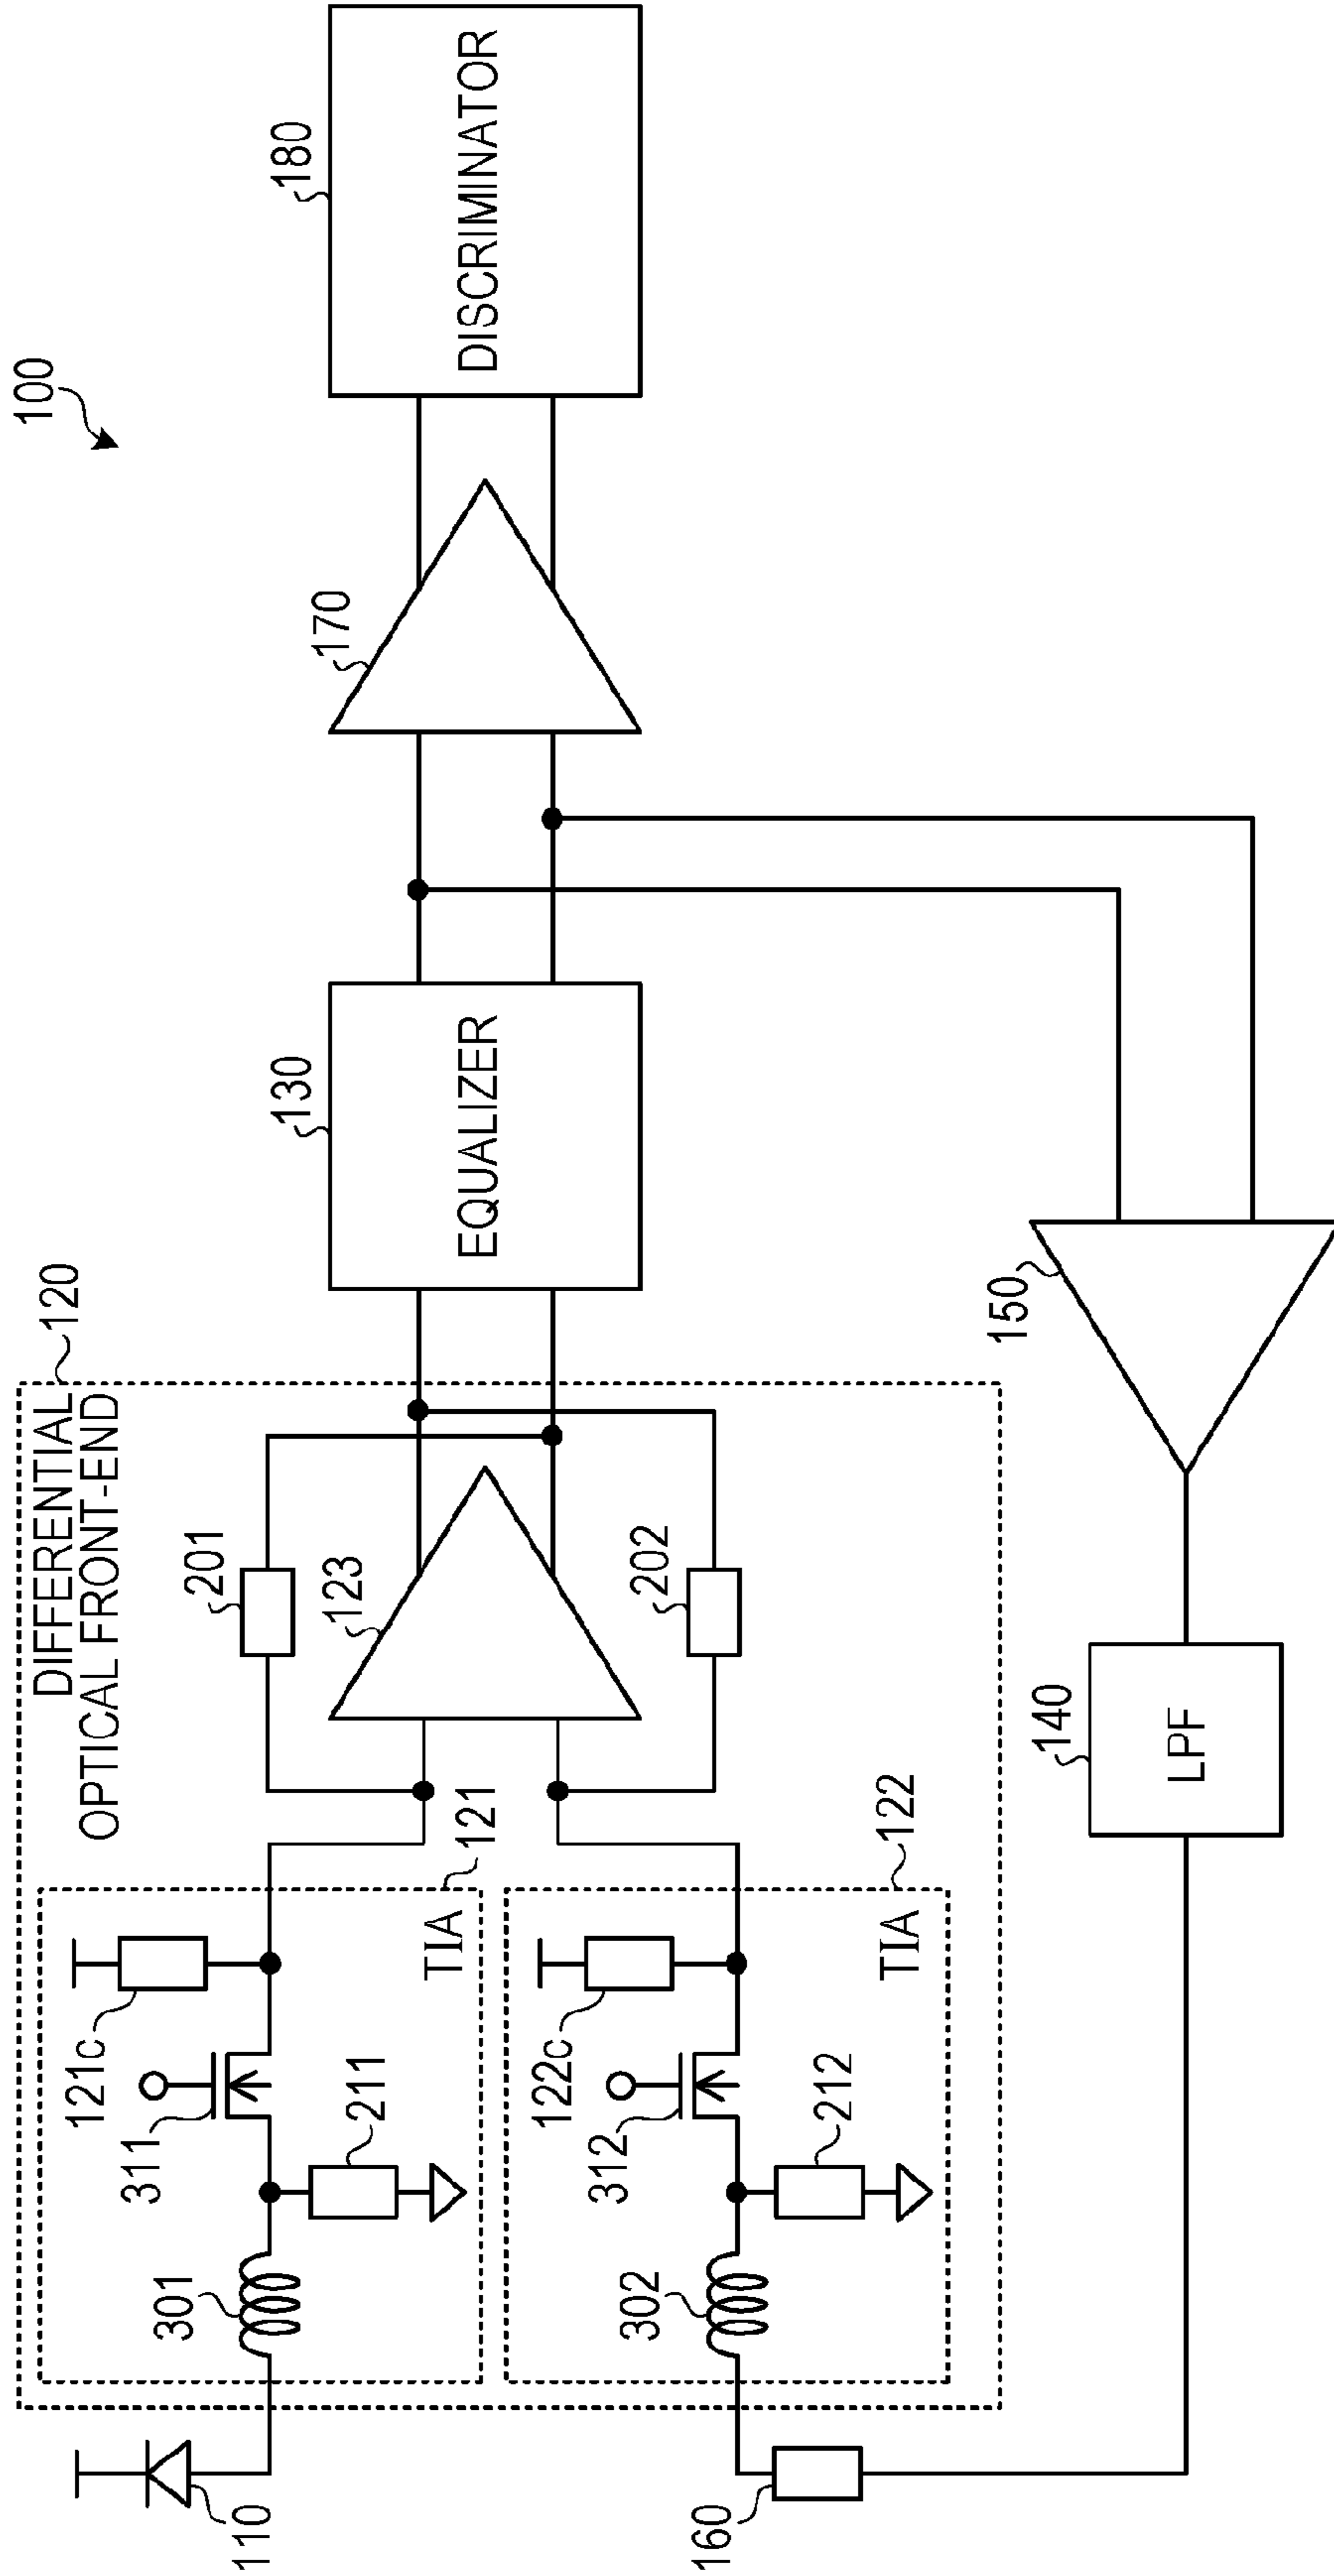 100
DIFFERENTIAL
OPTICAL FRONT-END
120
121c
311
211
301
110
TIA
121
201
123
202
130
EQUALIZER
170
180
DISCRIMINATOR
122c
312
212
302
160
TIA
122
140
LPF
150